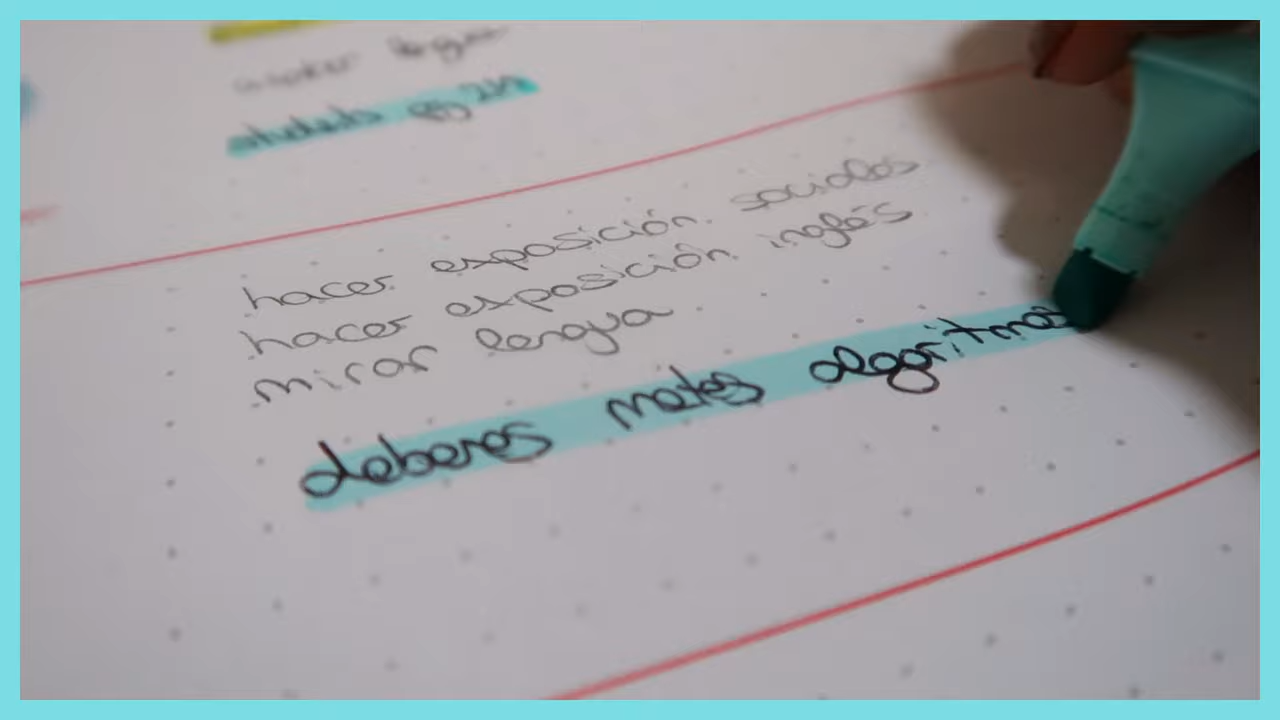 hacer exposición sociales
hacer exposición inglés
mirar lengua
deberes mates algoritmos